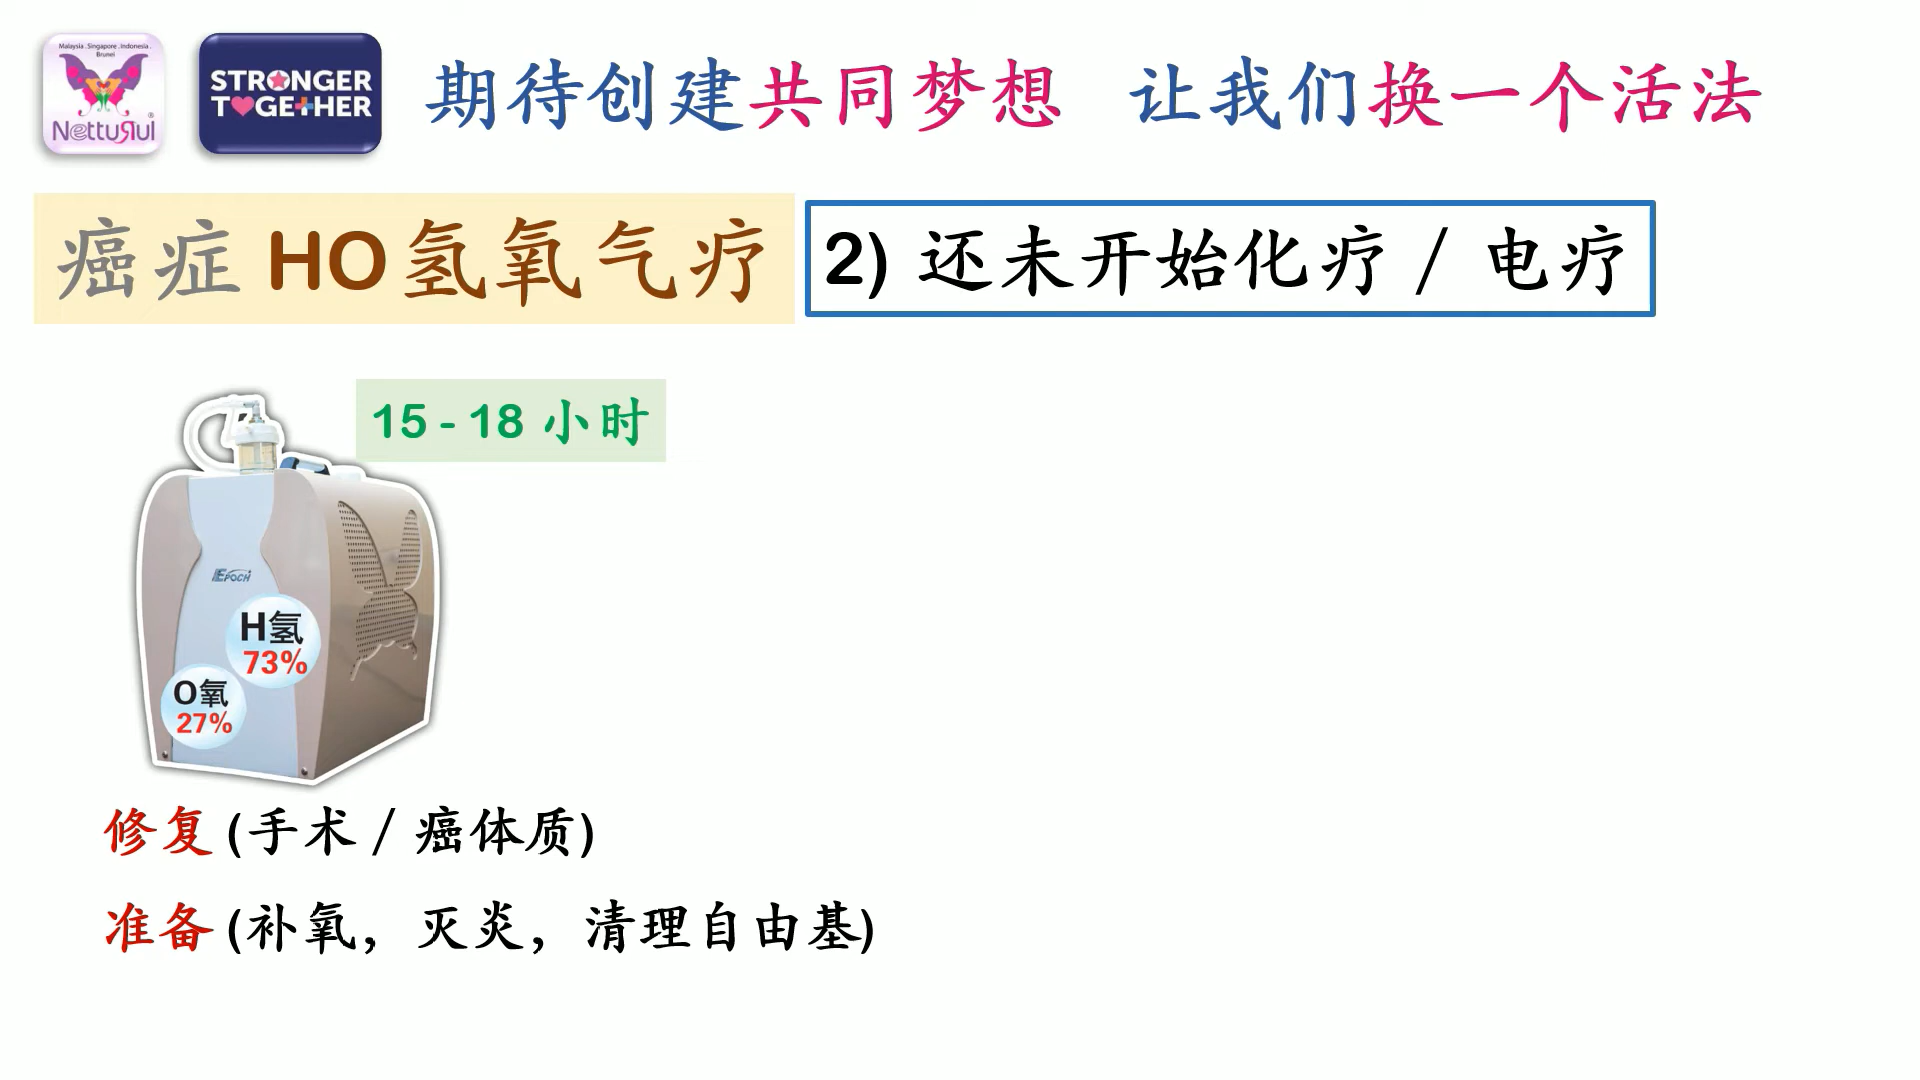 Malaysia . Singapore . Indonesia .
Brunei
NettuЯui®
STRONGER
TOGETHER
期待创建共同梦想 让我们换一个活法
癌症 HO氢氧气疗
2) 还未开始化疗 / 电疗
15 - 18 小时
EPOCH
H氢
73%
O氧
27%
修复 (手术 / 癌体质)
准备 (补氧，灭炎，清理自由基)